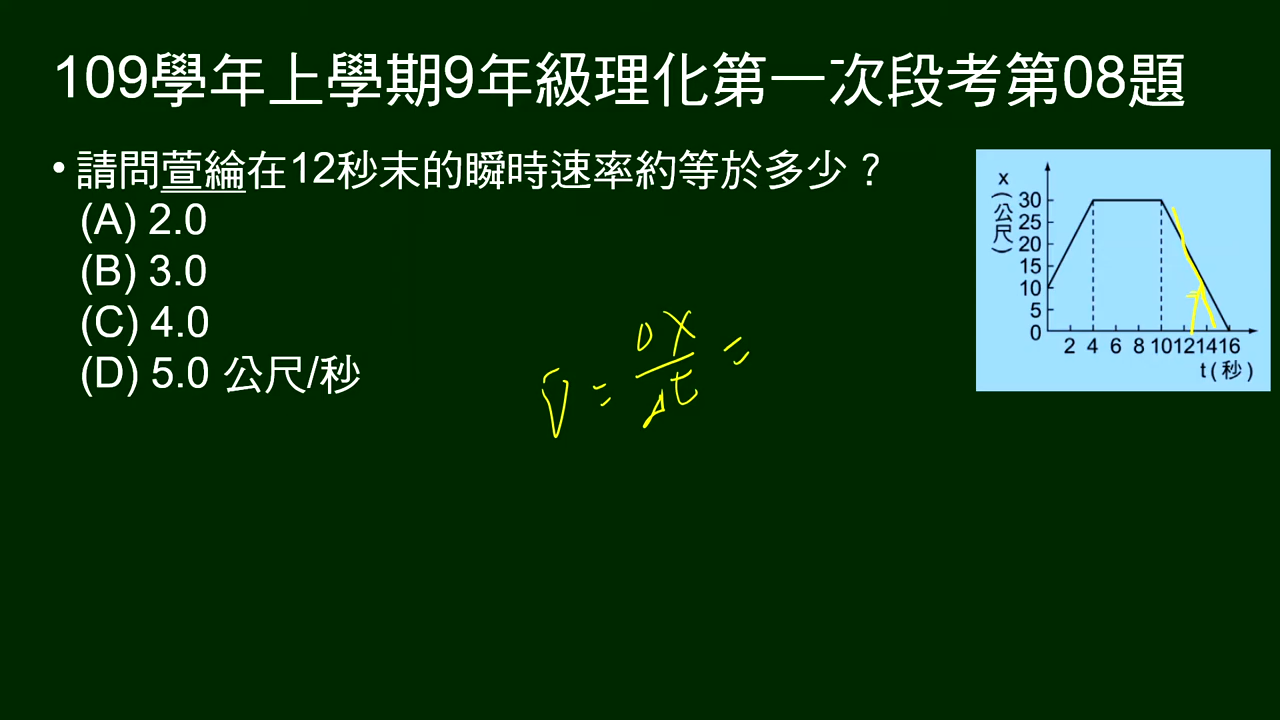 109學年上學期9年級理化第一次段考第08題
• 請問萱綸在12秒末的瞬時速率約等於多少？
(A) 2.0
(B) 3.0
(C) 4.0
(D) 5.0 公尺/秒
V̄ = ΔX/Δt =
x(公尺)
30
25
20
15
10
5
0
2 4 6 8 10 12 14 16
t(秒)